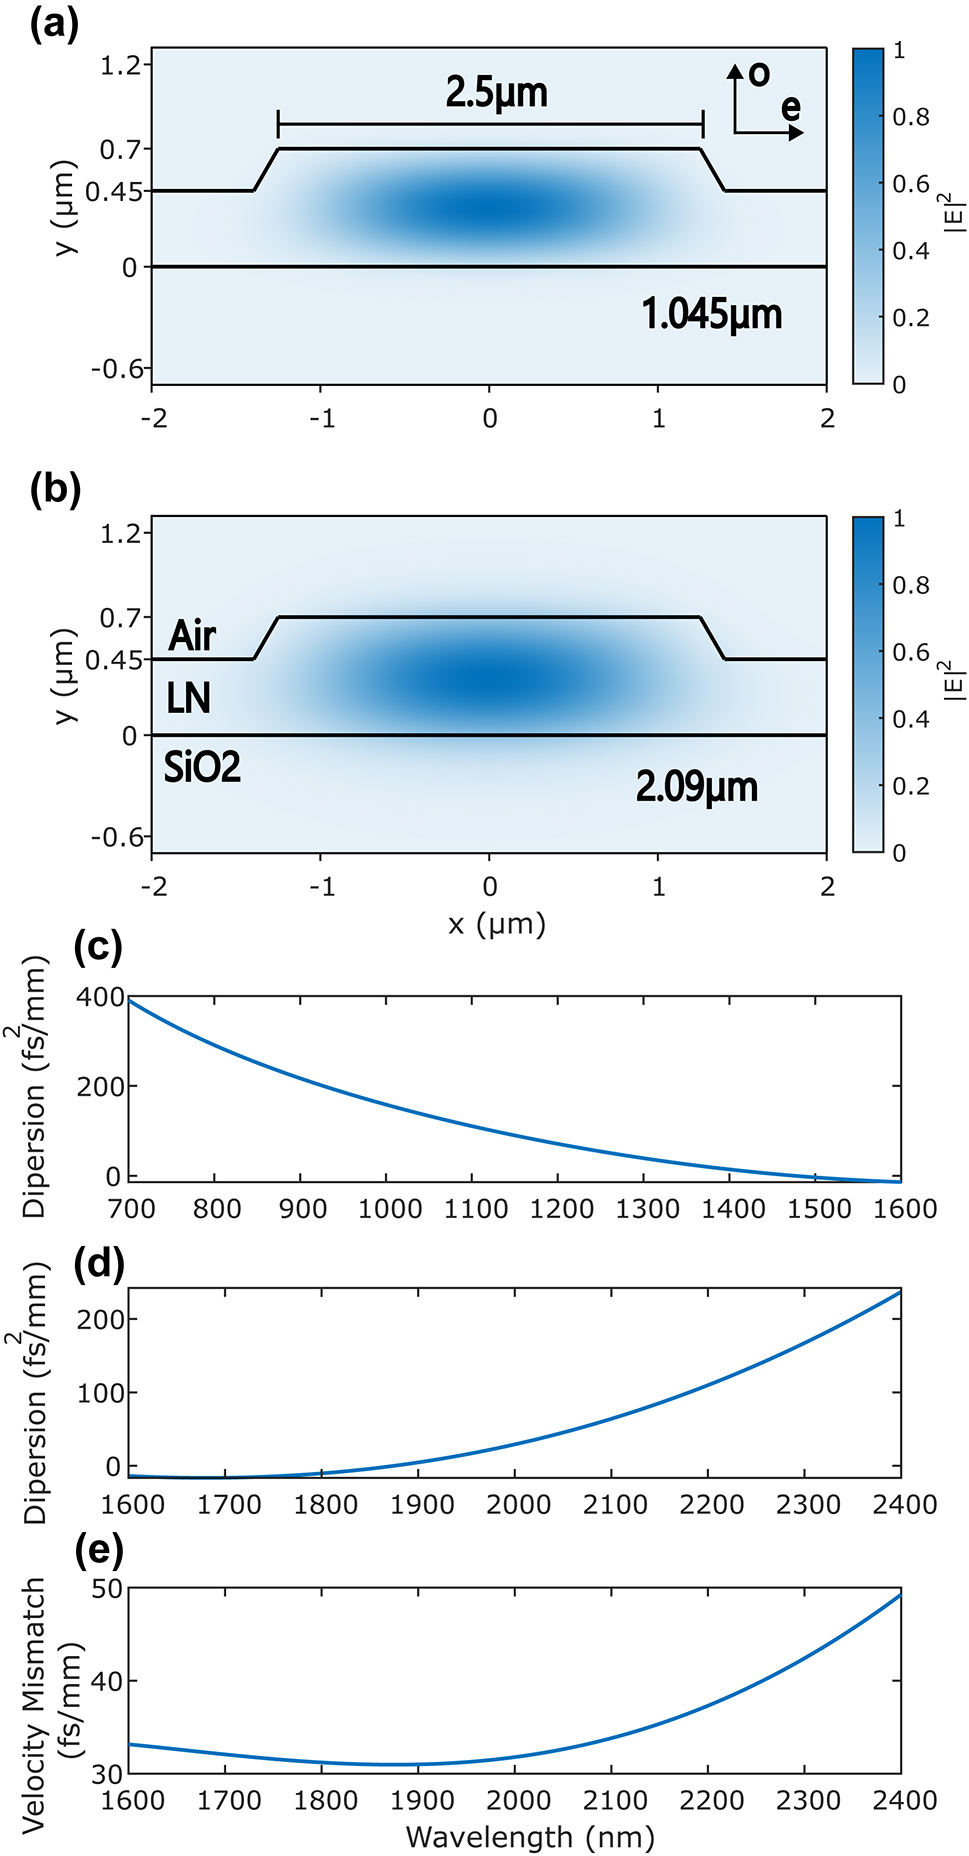 (a)
1.2
0.7
0.45
0
-0.6
y (μm)
2.5μm
o
e
1.045μm
-2 -1 0 1 2
1
0.8
0.6
0.4
0.2
0
|E|²
(b)
1.2
0.7
0.45
0
-0.6
y (μm)
Air
LN
SiO2
2.09μm
-2 -1 0 1 2
x (μm)
1
0.8
0.6
0.4
0.2
0
|E|²
(c)
Dipersion (fs²/mm)
400
200
0
700 800 900 1000 1100 1200 1300 1400 1500 1600
(d)
Dipersion (fs²/mm)
200
100
0
1600 1700 1800 1900 2000 2100 2200 2300 2400
(e)
Velocity Mismatch
(fs/mm)
50
40
30
1600 1700 1800 1900 2000 2100 2200 2300 2400
Wavelength (nm)